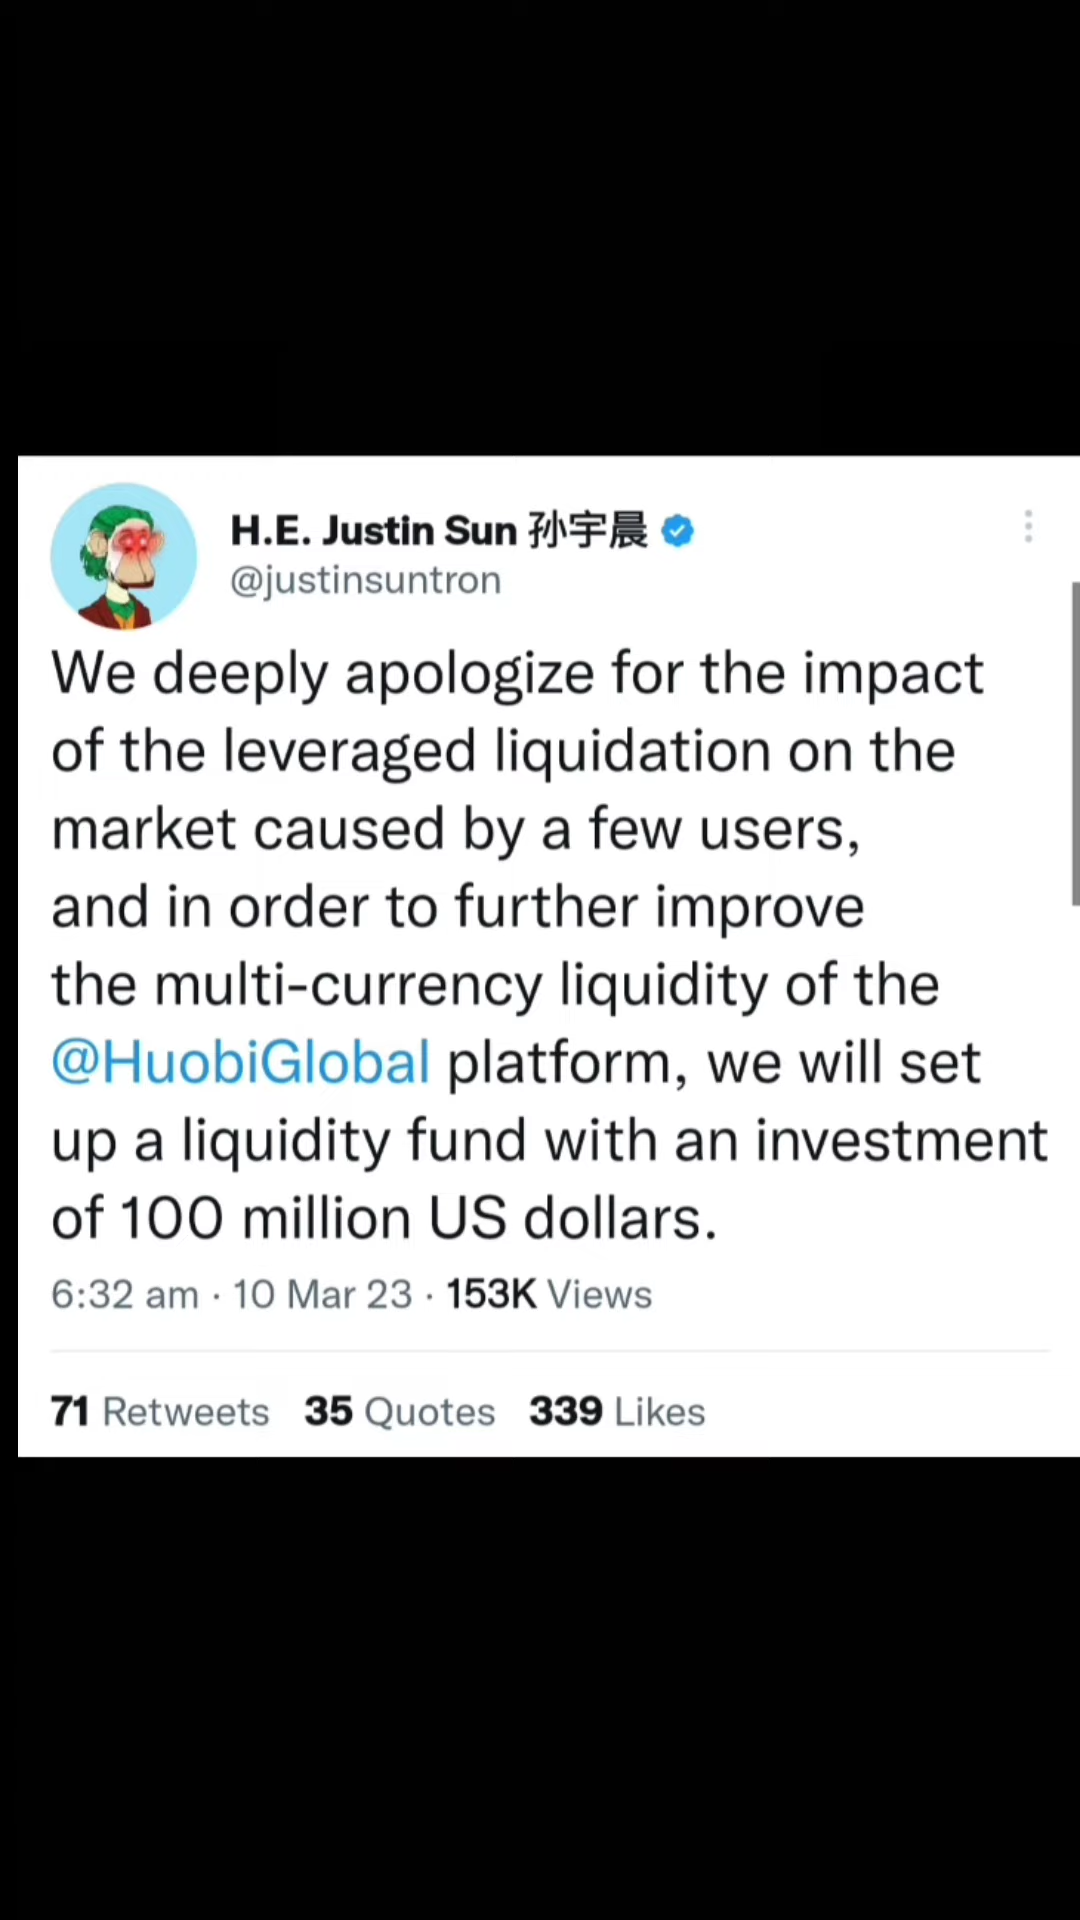 H.E. Justin Sun 孙宇晨
@justinsuntron
We deeply apologize for the impact
of the leveraged liquidation on the
market caused by a few users,
and in order to further improve
the multi-currency liquidity of the
@HuobiGlobal platform, we will set
up a liquidity fund with an investment
of 100 million US dollars.
6:32 am · 10 Mar 23 · 153K Views
71 Retweets 35 Quotes 339 Likes